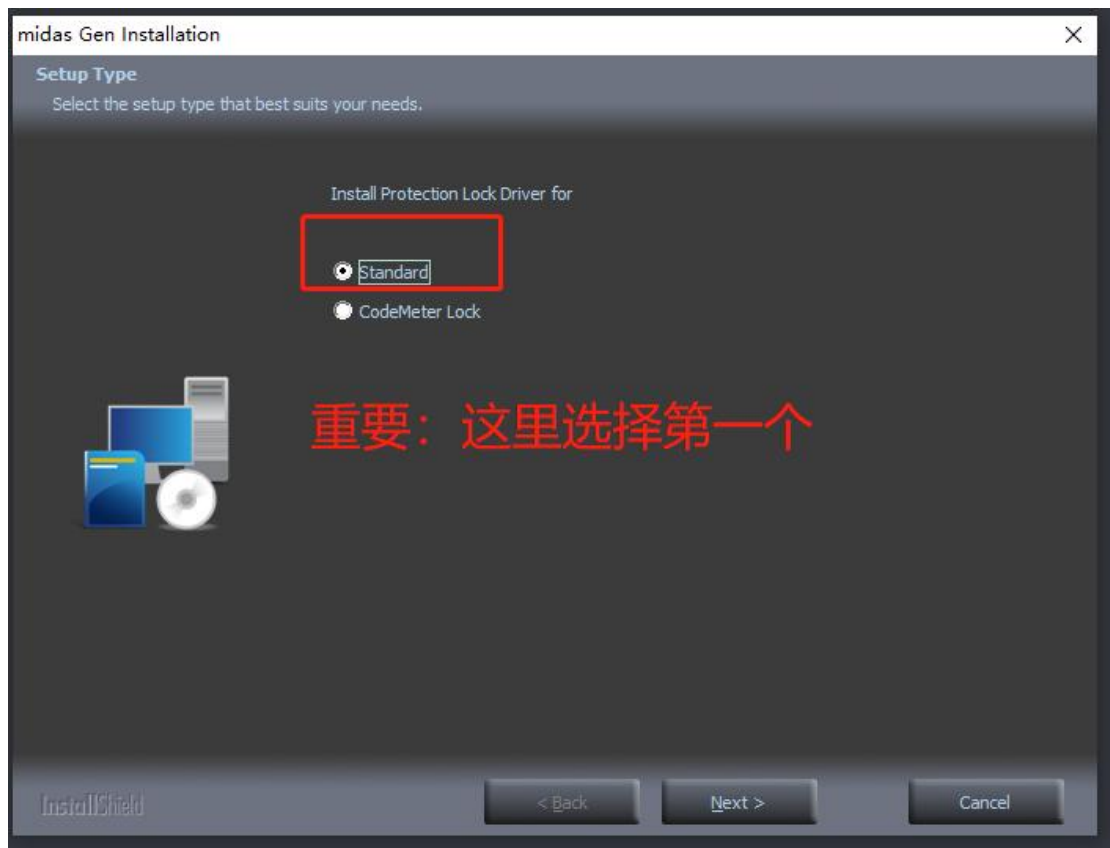 midas Gen Installation
Setup Type
Select the setup type that best suits your needs.
Install Protection Lock Driver for
Standard
CodeMeter Lock
重要：这里选择第一个
InstallShield
< Back
Next >
Cancel